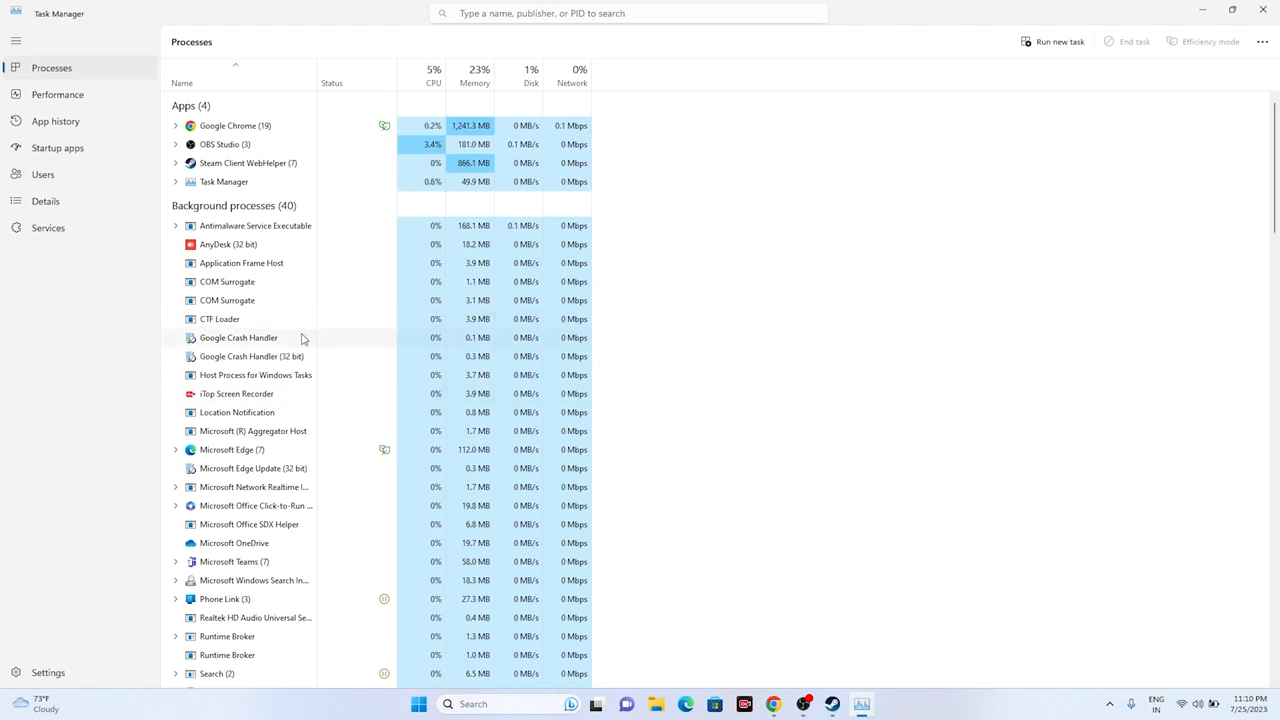 Task Manager
Type a name, publisher, or PID to search
Processes
Run new task
End task
Efficiency mode
Processes
Performance
App history
Startup apps
Users
Details
Services
Settings
5% 23% 1% 0%
Name Status CPU Memory Disk Network
Apps (4)
Google Chrome (19) 0.2% 1,241.3 MB 0 MB/s 0.1 Mbps
OBS Studio (3) 3.4% 181.0 MB 0.1 MB/s 0 Mbps
Steam Client WebHelper (7) 0% 866.1 MB 0 MB/s 0 Mbps
Task Manager 0.6% 49.9 MB 0 MB/s 0 Mbps
Background processes (40)
Antimalware Service Executable 0% 168.1 MB 0.1 MB/s 0 Mbps
AnyDesk (32 bit) 0% 18.2 MB 0 MB/s 0 Mbps
Application Frame Host 0% 3.9 MB 0 MB/s 0 Mbps
COM Surrogate 0% 1.1 MB 0 MB/s 0 Mbps
COM Surrogate 0% 3.1 MB 0 MB/s 0 Mbps
CTF Loader 0% 3.9 MB 0 MB/s 0 Mbps
Google Crash Handler 0% 0.1 MB 0 MB/s 0 Mbps
Google Crash Handler (32 bit) 0% 0.3 MB 0 MB/s 0 Mbps
Host Process for Windows Tasks 0% 3.7 MB 0 MB/s 0 Mbps
iTop Screen Recorder 0% 3.9 MB 0 MB/s 0 Mbps
Location Notification 0% 0.8 MB 0 MB/s 0 Mbps
Microsoft (R) Aggregator Host 0% 1.7 MB 0 MB/s 0 Mbps
Microsoft Edge (7) 0% 112.0 MB 0 MB/s 0 Mbps
Microsoft Edge Update (32 bit) 0% 0.3 MB 0 MB/s 0 Mbps
Microsoft Network Realtime I... 0% 1.7 MB 0 MB/s 0 Mbps
Microsoft Office Click-to-Run ... 0% 19.8 MB 0 MB/s 0 Mbps
Microsoft Office SDX Helper 0% 6.8 MB 0 MB/s 0 Mbps
Microsoft OneDrive 0% 19.7 MB 0 MB/s 0 Mbps
Microsoft Teams (7) 0% 58.0 MB 0 MB/s 0 Mbps
Microsoft Windows Search In... 0% 18.3 MB 0 MB/s 0 Mbps
Phone Link (3) 0% 27.3 MB 0 MB/s 0 Mbps
Realtek HD Audio Universal Se... 0% 0.4 MB 0 MB/s 0 Mbps
Runtime Broker 0% 1.3 MB 0 MB/s 0 Mbps
Runtime Broker 0% 1.0 MB 0 MB/s 0 Mbps
Search (2) 0% 6.5 MB 0 MB/s 0 Mbps
73°F
Cloudy
Search
ENG
IN
11:10 PM
7/25/2023